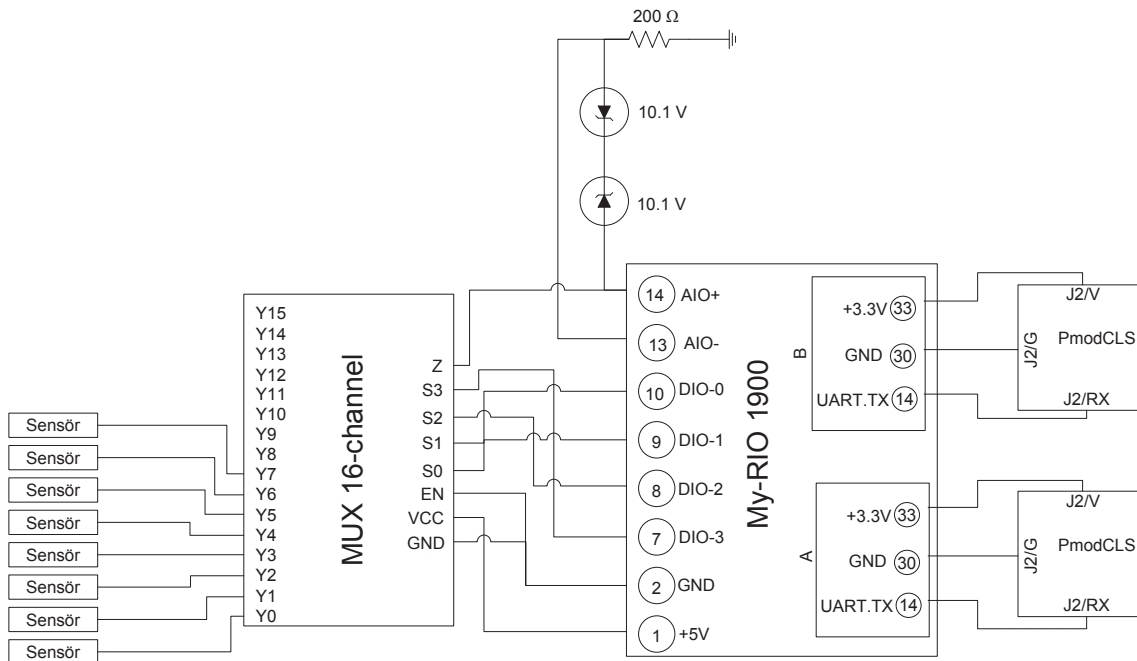 200 Ω
10.1 V
10.1 V
MUX 16-channel
Y15
Y14
Y13
Y12
Y11
Y10
Y9
Y8
Y7
Y6
Y5
Y4
Y3
Y2
Y1
Y0
Z
S3
S2
S1
S0
EN
VCC
GND
Sensör
Sensör
Sensör
Sensör
Sensör
Sensör
Sensör
Sensör
My-RIO 1900
14 AIO+
13 AIO-
10 DIO-0
9 DIO-1
8 DIO-2
7 DIO-3
2 GND
1 +5V
B
+3.3V 33
GND 30
UART.TX 14
J2/V
J2/G
PmodCLS
J2/RX
A
+3.3V 33
GND 30
UART.TX 14
J2/V
J2/G
PmodCLS
J2/RX